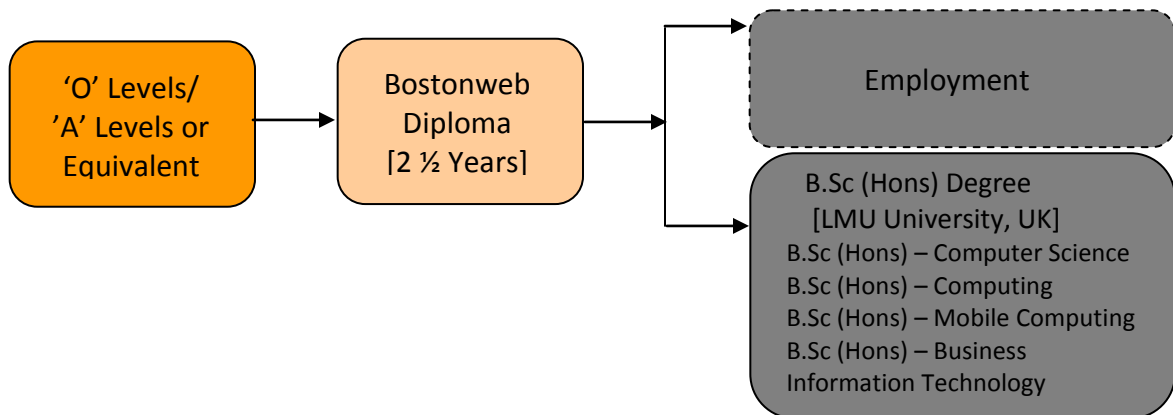 ‘O’ Levels/
’A’ Levels or
Equivalent
Bostonweb
Diploma
[2 ½ Years]
Employment
B.Sc (Hons) Degree
[LMU University, UK]
B.Sc (Hons) – Computer Science
B.Sc (Hons) – Computing
B.Sc (Hons) – Mobile Computing
B.Sc (Hons) – Business
Information Technology